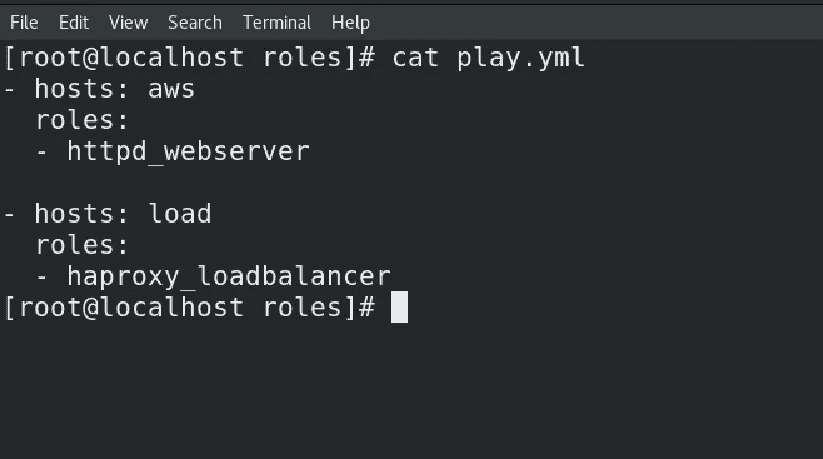 File Edit View Search Terminal Help
[root@localhost roles]# cat play.yml
- hosts: aws
  roles:
  - httpd_webserver

- hosts: load
  roles:
  - haproxy_loadbalancer
[root@localhost roles]#